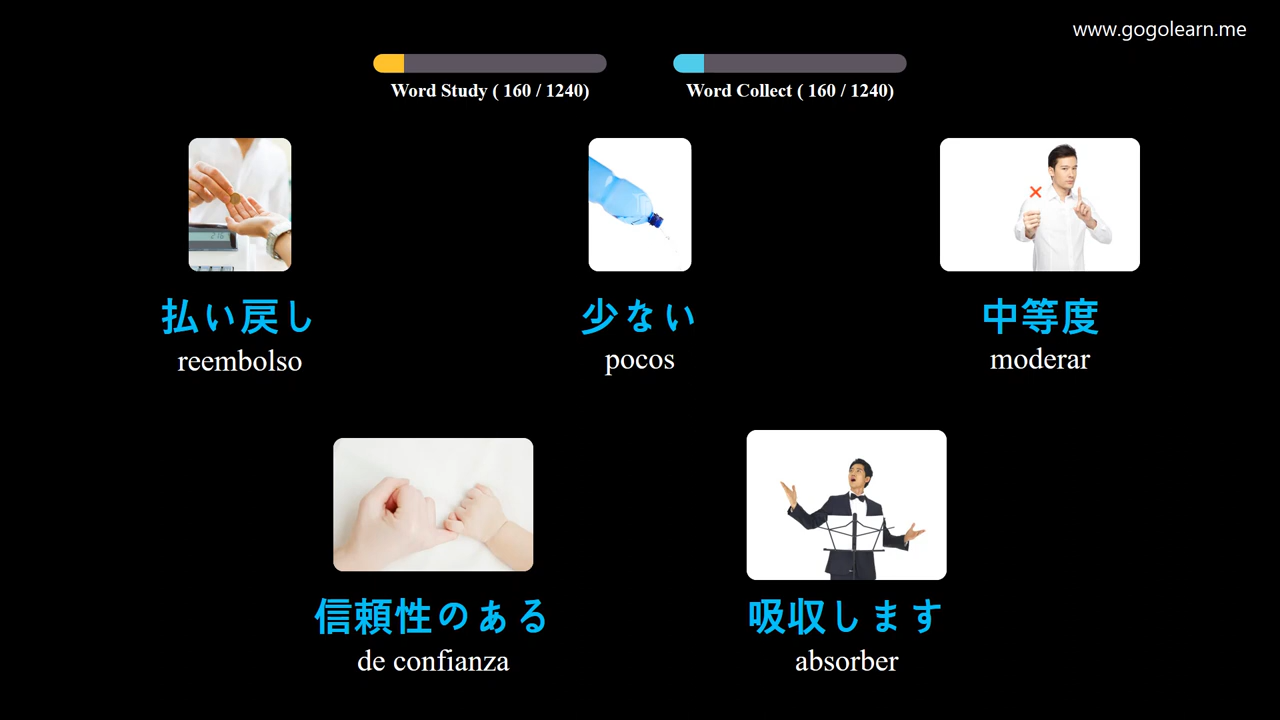 www.gogolearn.me
Word Study ( 160 / 1240)
Word Collect ( 160 / 1240)
払い戻し
reembolso
少ない
pocos
中等度
moderar
信頼性のある
de confianza
吸収します
absorber